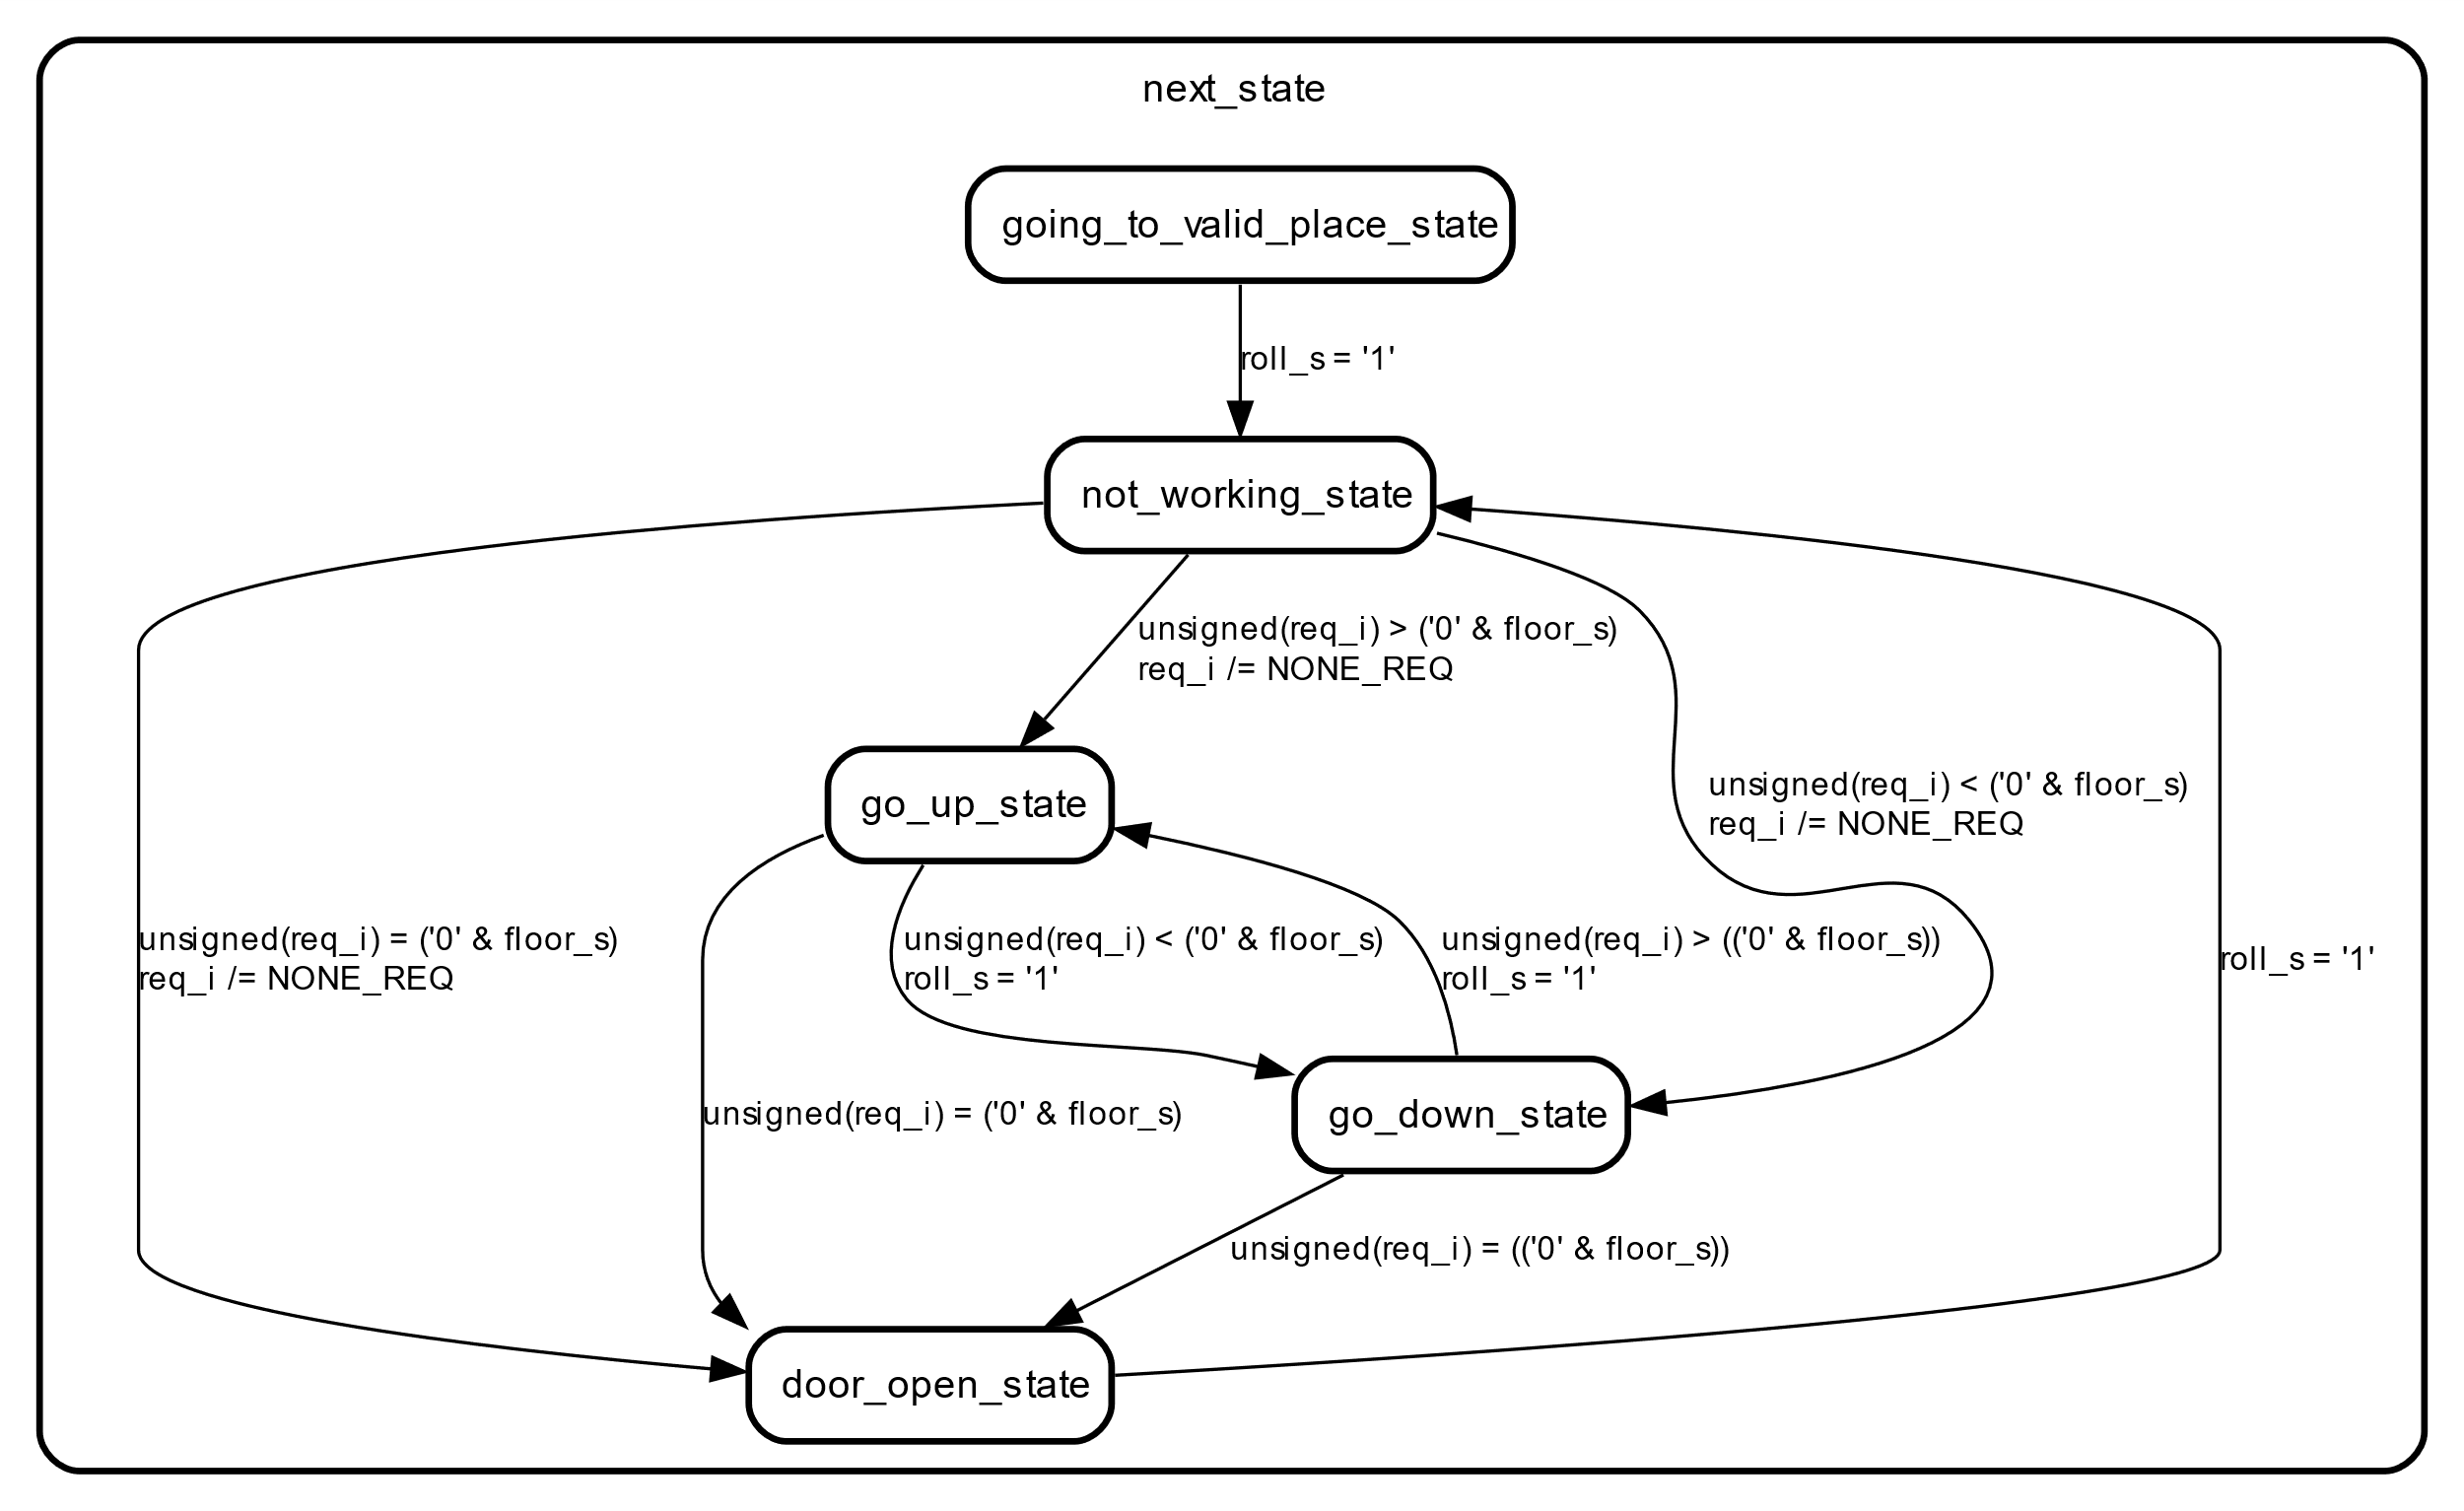 next_state
going_to_valid_place_state
roll_s = '1'
not_working_state
unsigned(req_i) > ('0' & floor_s)
req_i /= NONE_REQ
go_up_state
unsigned(req_i) < ('0' & floor_s)
req_i /= NONE_REQ
unsigned(req_i) = ('0' & floor_s)
req_i /= NONE_REQ
unsigned(req_i) < ('0' & floor_s)
roll_s = '1'
unsigned(req_i) > (('0' & floor_s))
roll_s = '1'
roll_s = '1'
unsigned(req_i) = ('0' & floor_s)
go_down_state
unsigned(req_i) = (('0' & floor_s))
door_open_state